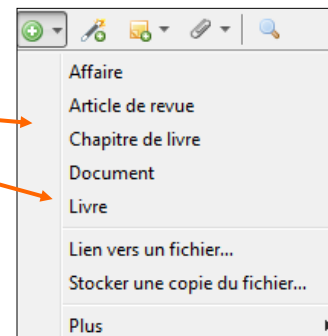 Affaire
Article de revue
Chapitre de livre
Document
Livre
Lien vers un fichier...
Stocker une copie du fichier...
Plus